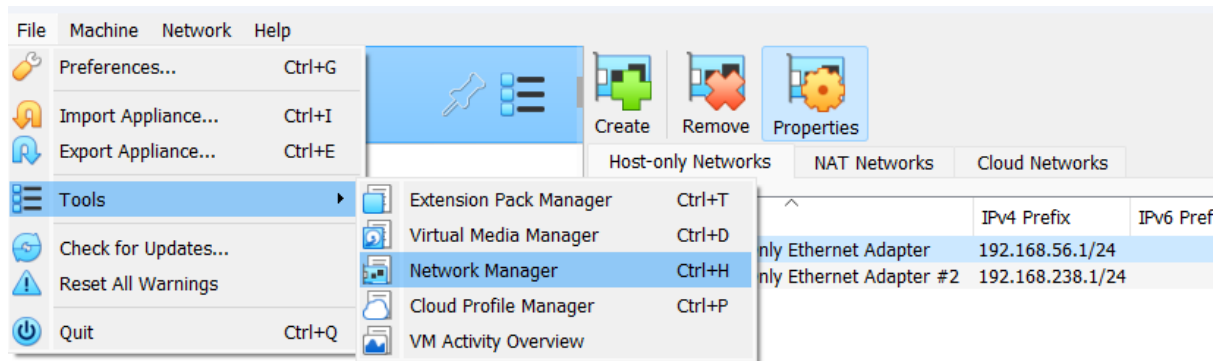 File Machine Network Help
Preferences... Ctrl+G
Import Appliance... Ctrl+I
Export Appliance... Ctrl+E
Tools
Check for Updates...
Reset All Warnings
Quit Ctrl+Q
Extension Pack Manager Ctrl+T
Virtual Media Manager Ctrl+D
Network Manager Ctrl+H
Cloud Profile Manager Ctrl+P
VM Activity Overview
Create Remove Properties
Host-only Networks NAT Networks Cloud Networks
IPv4 Prefix IPv6 Pref
nly Ethernet Adapter 192.168.56.1/24
nly Ethernet Adapter #2 192.168.238.1/24